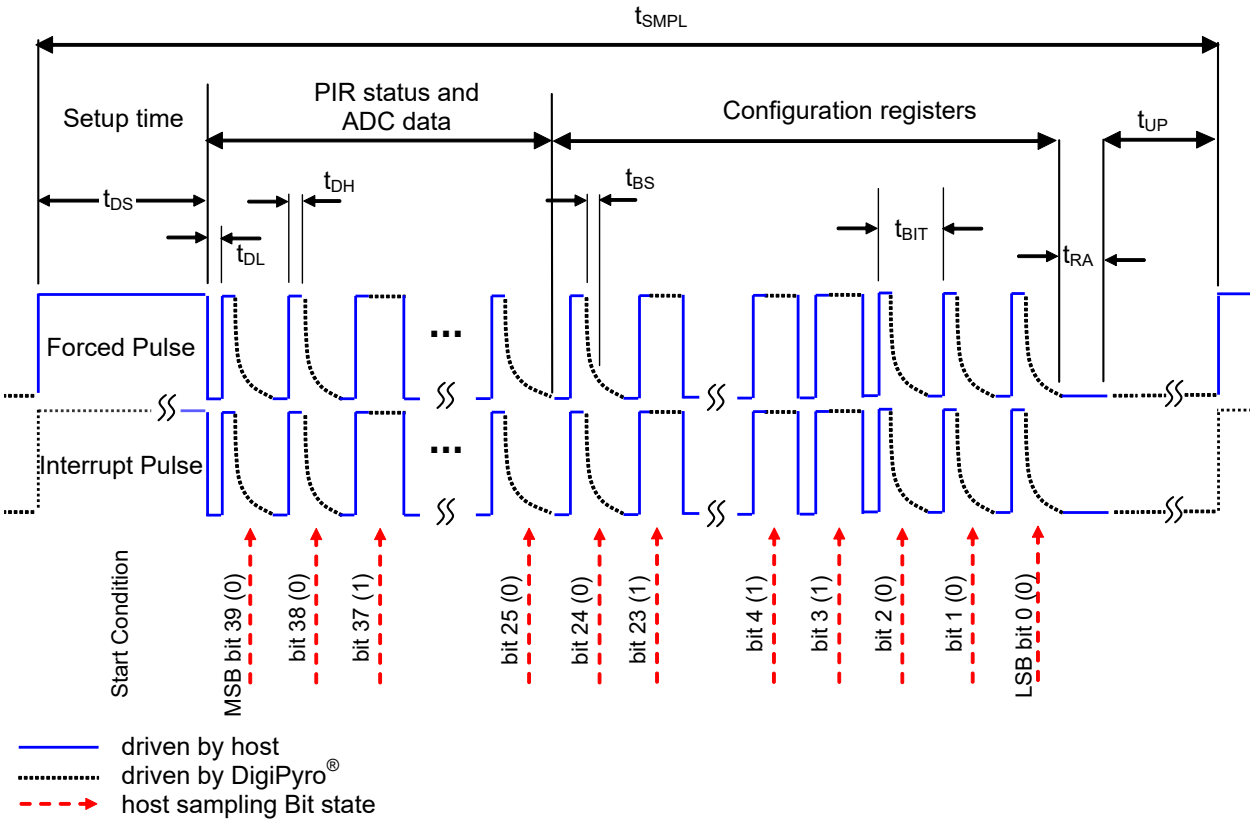 tSMPL
Setup time
PIR status and
ADC data
Configuration registers
tUP
tDS
tDH
tBS
tDL
tBIT
tRA
Forced Pulse
...
Interrupt Pulse
...
Start Condition
MSB bit 39 (0)
bit 38 (0)
bit 37 (1)
bit 25 (0)
bit 24 (0)
bit 23 (1)
bit 4 (1)
bit 3 (1)
bit 2 (0)
bit 1 (0)
LSB bit 0 (0)
driven by host
driven by DigiPyro®
host sampling Bit state